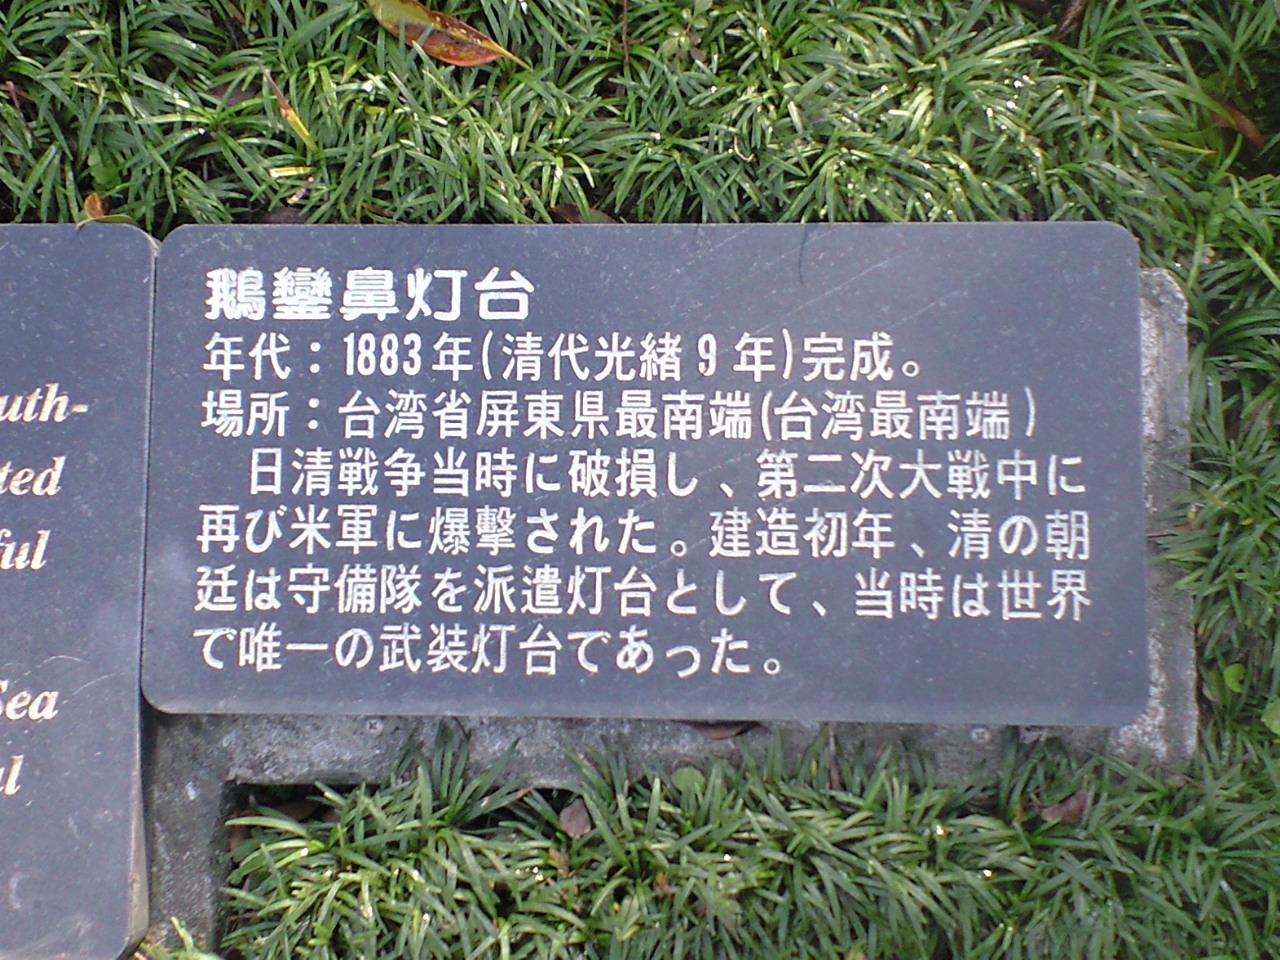 鵝鑾鼻灯台
年代：1883年(清代光緒9年)完成。
場所：台湾省屏東県最南端(台湾最南端)
日清戦争当時に破損し、第二次大戦中に
再び米軍に爆撃された。建造初年、清の朝
廷は守備隊を派遣灯台として、当時は世界
で唯一の武装灯台であった。
uth-
ted
ful
Sea
l